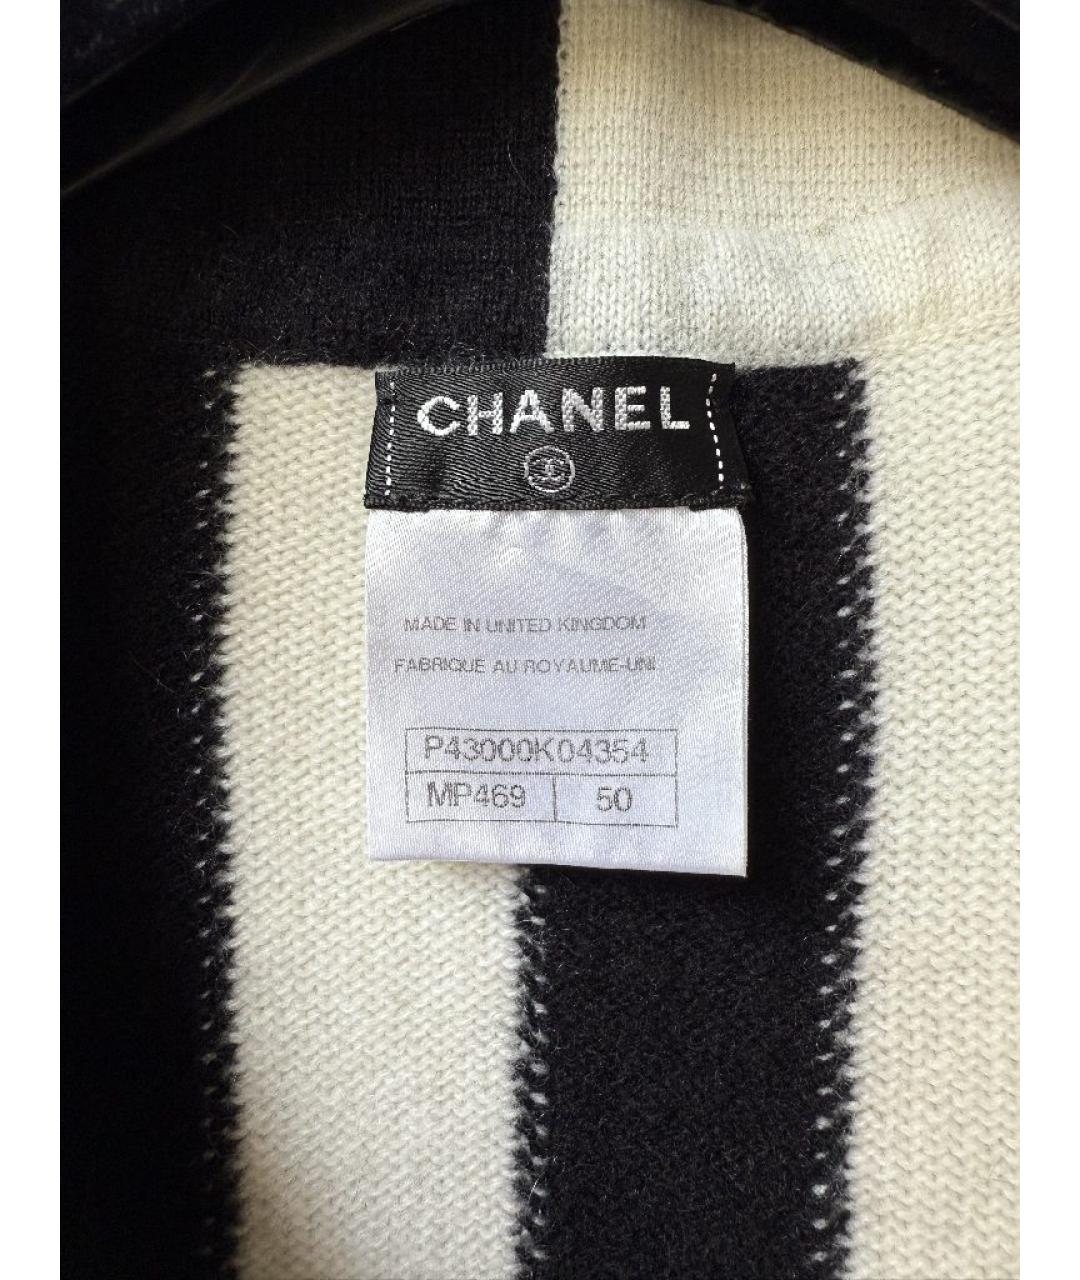 CHANEL
MADE IN UNITED KINGDOM
FABRIQUE AU ROYAUME-UNI
P43000K04354
MP469 50